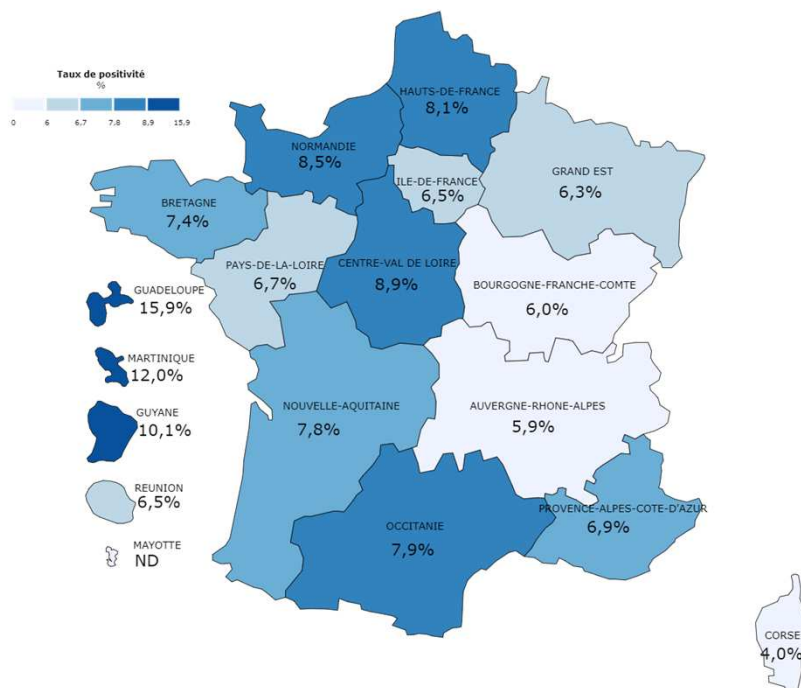 Taux de positivité
%
0 6 6.7 7.8 8.9 15.9
HAUTS-DE-FRANCE
8,1%
NORMANDIE
8,5%
ILE-DE-FRANCE
6,5%
GRAND EST
6,3%
BRETAGNE
7,4%
PAYS-DE-LA-LOIRE
6,7%
CENTRE-VAL DE LOIRE
8,9%
BOURGOGNE-FRANCHE-COMTE
6,0%
GUADELOUPE
15,9%
MARTINIQUE
12,0%
GUYANE
10,1%
REUNION
6,5%
MAYOTTE
ND
NOUVELLE-AQUITAINE
7,8%
AUVERGNE-RHONE-ALPES
5,9%
OCCITANIE
7,9%
PROVENCE-ALPES-COTE-D'AZUR
6,9%
CORSE
4,0%